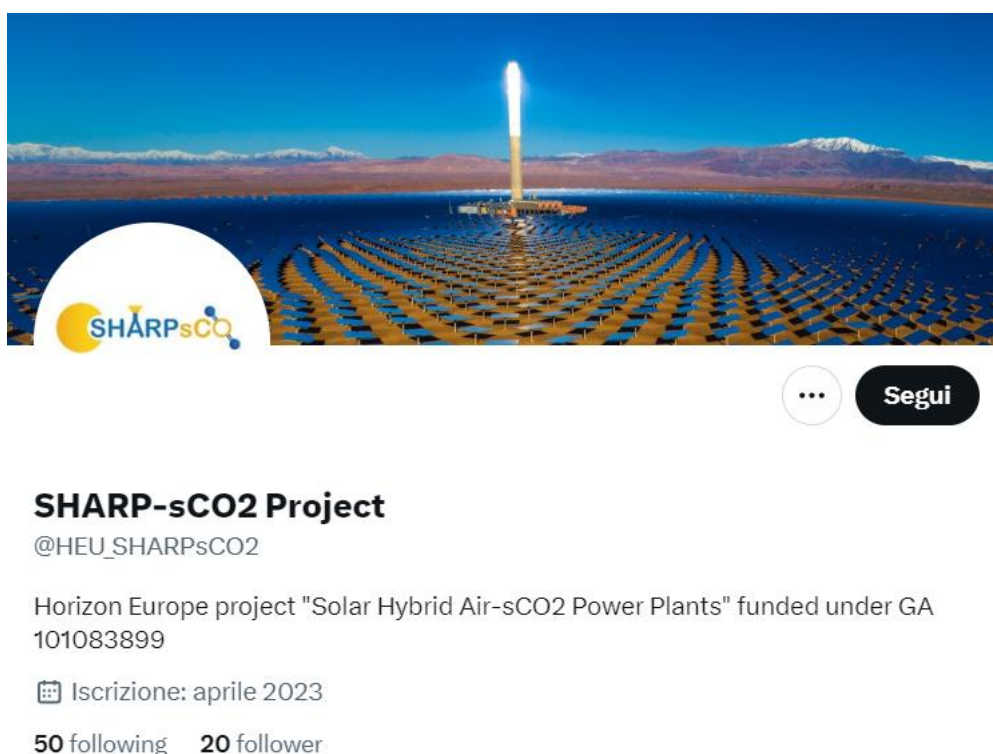 SHARPsCO
Segui
SHARP-sCO2 Project
@HEU_SHARPsCO2
Horizon Europe project "Solar Hybrid Air-sCO2 Power Plants" funded under GA
101083899
Iscrizione: aprile 2023
50 following 20 follower